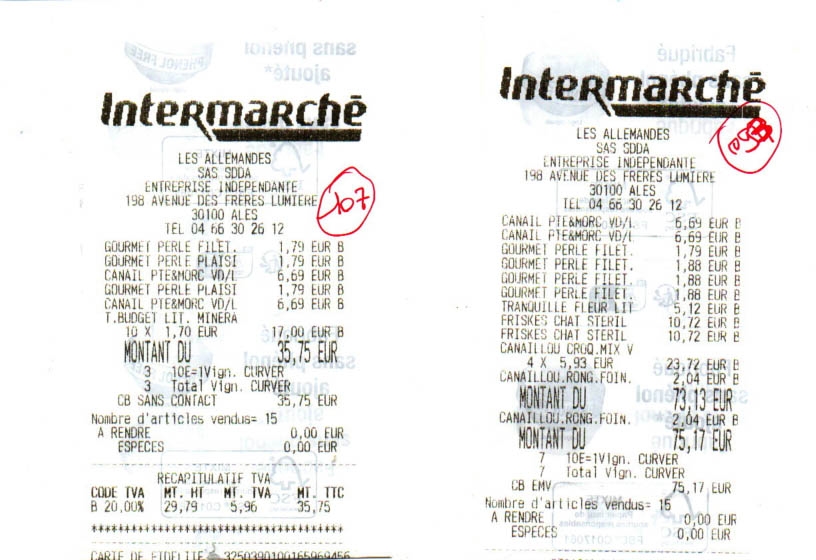 Intermarchē
LES ALLEMANDES
SAS SDDA
ENTREPRISE INDEPENDANTE
198 AVENUE DES FRERES LUMIERE
30100 ALES
TEL 04 66 30 26 12
107
GOURMET PERLE FILET. 1,79 EUR B
GOURMET PERLE PLAISI 1,79 EUR B
CANAIL PTE&MORC VD/L 6,69 EUR B
GOURMET PERLE PLAISI 1,79 EUR B
CANAIL PTE&MORC VD/L 6,69 EUR B
T.BUDGET LIT. MINERA
10 X 1,70 EUR 17,00 EUR B
MONTANT DU 35,75 EUR
3 10E=1Vign. CURVER
3 Total Vign. CURVER
CB SANS CONTACT 35,75 EUR
Nombre d'articles vendus= 15
A RENDRE 0,00 EUR
ESPECES 0,00 EUR
RECAPITULATIF TVA
CODE TVA MT. HT MT. TVA MT. TTC
B 20,00% 29,79 5,96 35,75
CARTE DE FIDELITE 3250390100165969456
Intermarchē
LES ALLEMANDES
SAS SDDA
ENTREPRISE INDEPENDANTE
198 AVENUE DES FRERES LUMIERE
30100 ALES
TEL 04 66 30 26 12
CANAIL PTE&MORC VD/L 6,69 EUR B
CANAIL PTE&MORC VD/L 6,69 EUR B
GOURMET PERLE FILET. 1,79 EUR B
GOURMET PERLE FILET. 1,88 EUR B
GOURMET PERLE FILET. 1,88 EUR B
GOURMET PERLE FILET. 1,88 EUR B
TRANQUILLE FLEUR LIT 5,12 EUR B
FRISKES CHAT STERIL 10,72 EUR B
FRISKES CHAT STERIL 10,72 EUR B
CANAILLOU CROQ.MIX V
4 X 5,93 EUR 23,72 EUR B
CANAILLOU.RONG.FOIN. 2,04 EUR B
MONTANT DU 73,13 EUR
CANAILLOU.RONG.FOIN. 2,04 EUR B
MONTANT DU 75,17 EUR
7 10E=1Vign. CURVER
7 Total Vign. CURVER
CB EMV 75,17 EUR
Nombre d'articles vendus= 15
A RENDRE 0,00 EUR
ESPECES 0,00 EUR